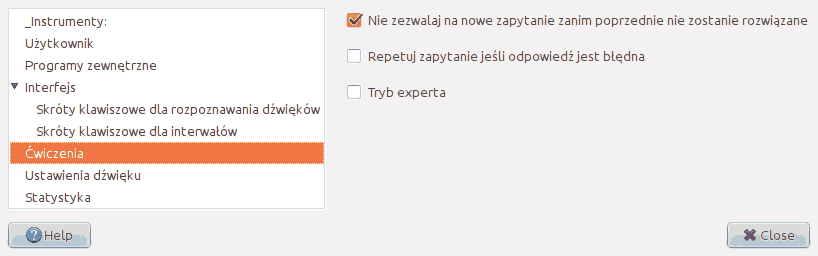 _Instrumenty:
Użytkownik
Programy zewnętrzne
Interfejs
Skróty klawiszowe dla rozpoznawania dźwięków
Skróty klawiszowe dla interwałów
Ćwiczenia
Ustawienia dźwięku
Statystyka
Nie zezwalaj na nowe zapytanie zanim poprzednie nie zostanie rozwiązane
Repetuj zapytanie jeśli odpowiedź jest błędna
Tryb experta
Help
Close